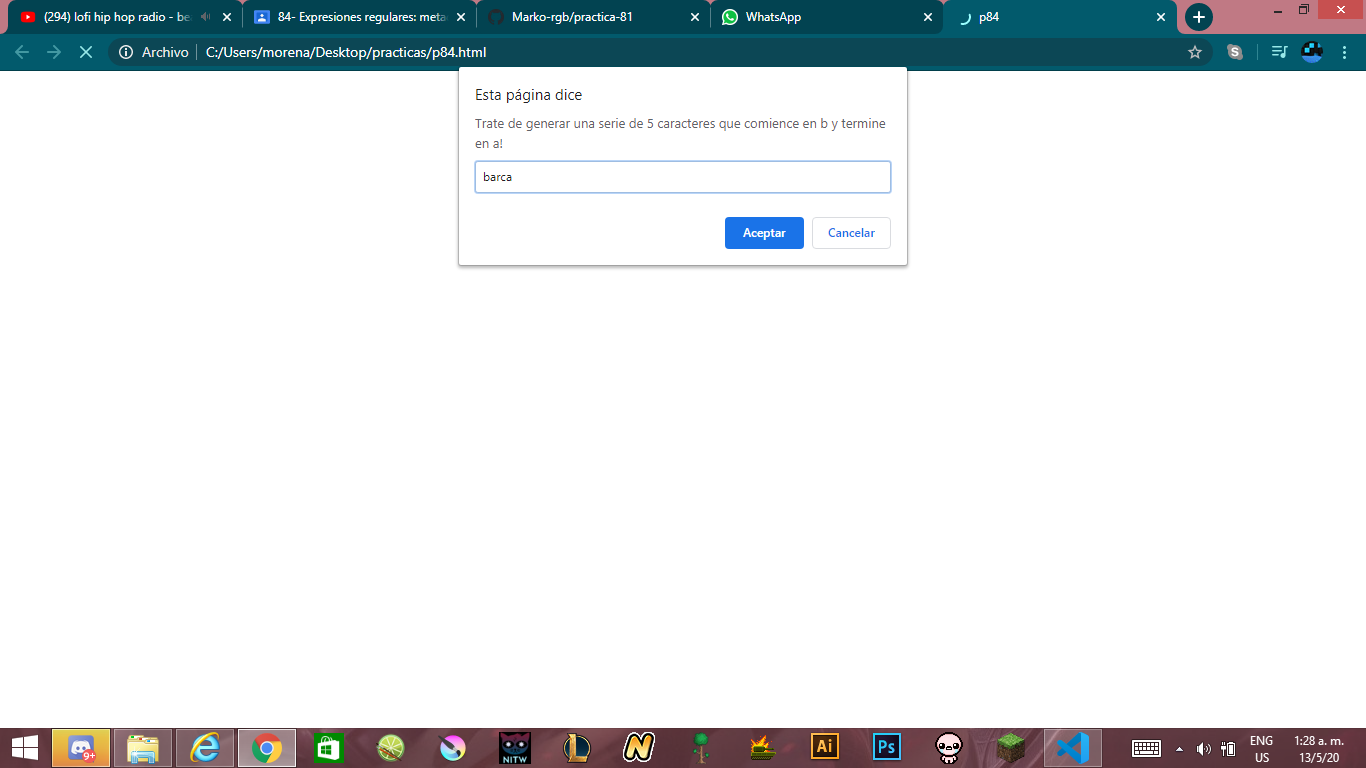 (294) lofi hip hop radio - be
84- Expresiones regulares: meta
Marko-rgb/practica-81
WhatsApp
p84
Archivo
C:/Users/morena/Desktop/practicas/p84.html
Esta página dice
Trate de generar una serie de 5 caracteres que comience en b y termine
en a!
barca
Aceptar
Cancelar
9+
NITW
L
N
Ai
Ps
ENG
US
1:28 a. m.
13/5/20